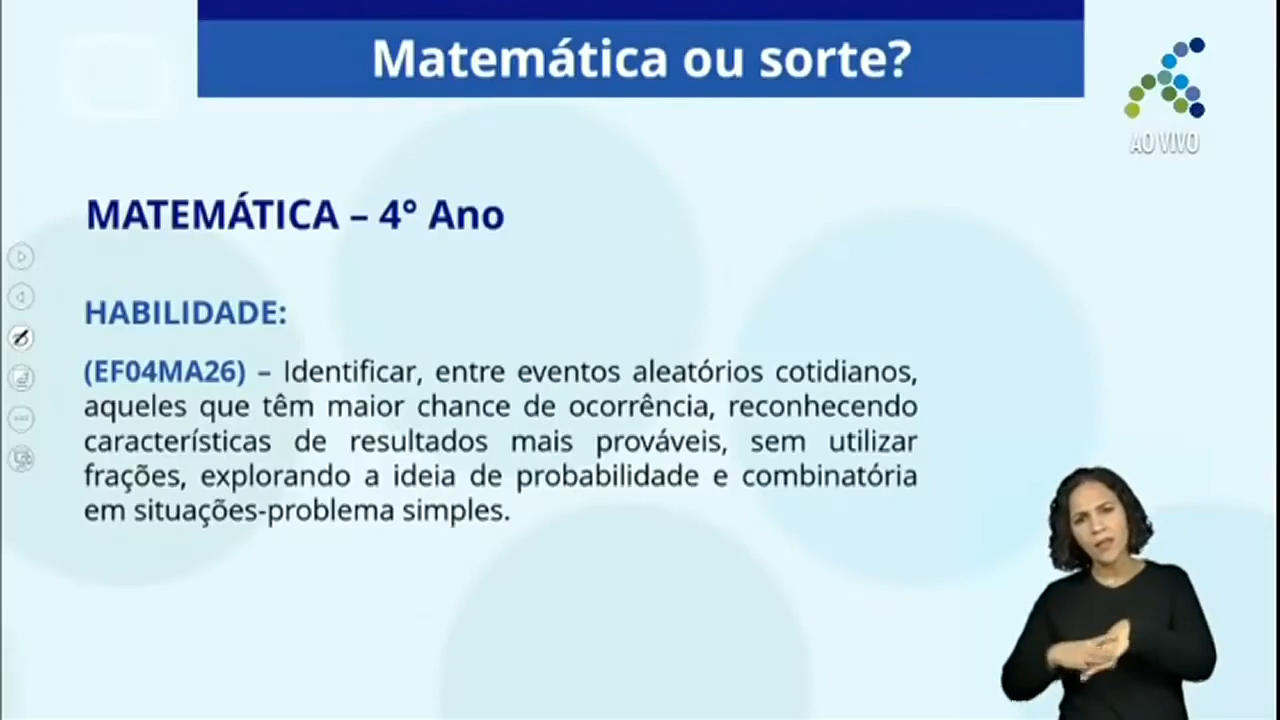 Matemática ou sorte?
AO VIVO
MATEMÁTICA – 4° Ano
HABILIDADE:
(EF04MA26) – Identificar, entre eventos aleatórios cotidianos,
aqueles que têm maior chance de ocorrência, reconhecendo
características de resultados mais prováveis, sem utilizar
frações, explorando a ideia de probabilidade e combinatória
em situações-problema simples.